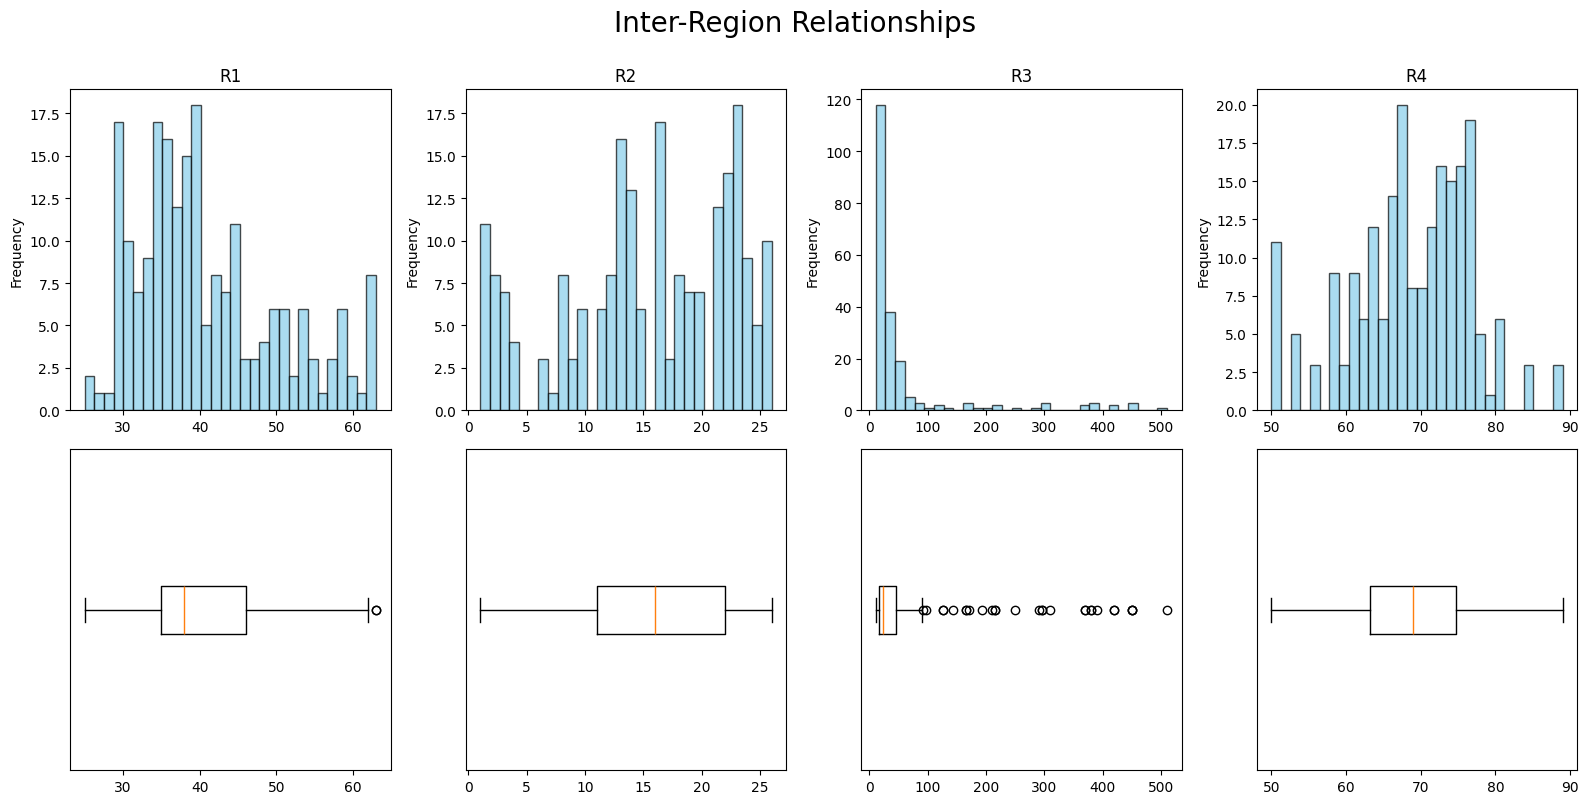 Inter-Region Relationships
R1 R2 R3 R4
17.5 15.0 12.5 10.0 7.5 5.0 2.5 0.0
Frequency
30 40 50 60
17.5 15.0 12.5 10.0 7.5 5.0 2.5 0.0
Frequency
0 5 10 15 20 25
120 100 80 60 40 20 0
Frequency
0 100 200 300 400 500
20.0 17.5 15.0 12.5 10.0 7.5 5.0 2.5 0.0
Frequency
50 60 70 80 90
30 40 50 60
0 5 10 15 20 25
0 100 200 300 400 500
50 60 70 80 90